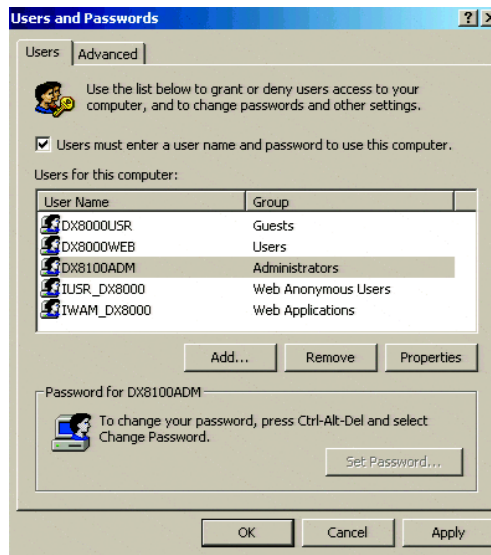 Users and Passwords
Users Advanced
Use the list below to grant or deny users access to your
computer, and to change passwords and other settings.
Users must enter a user name and password to use this computer.
Users for this computer:
User Name Group
DX8000USR Guests
DX8000WEB Users
DX8100ADM Administrators
IUSR_DX8000 Web Anonymous Users
IWAM_DX8000 Web Applications
Add... Remove Properties
Password for DX8100ADM
To change your password, press Ctrl-Alt-Del and select
Change Password.
Set Password...
OK Cancel Apply